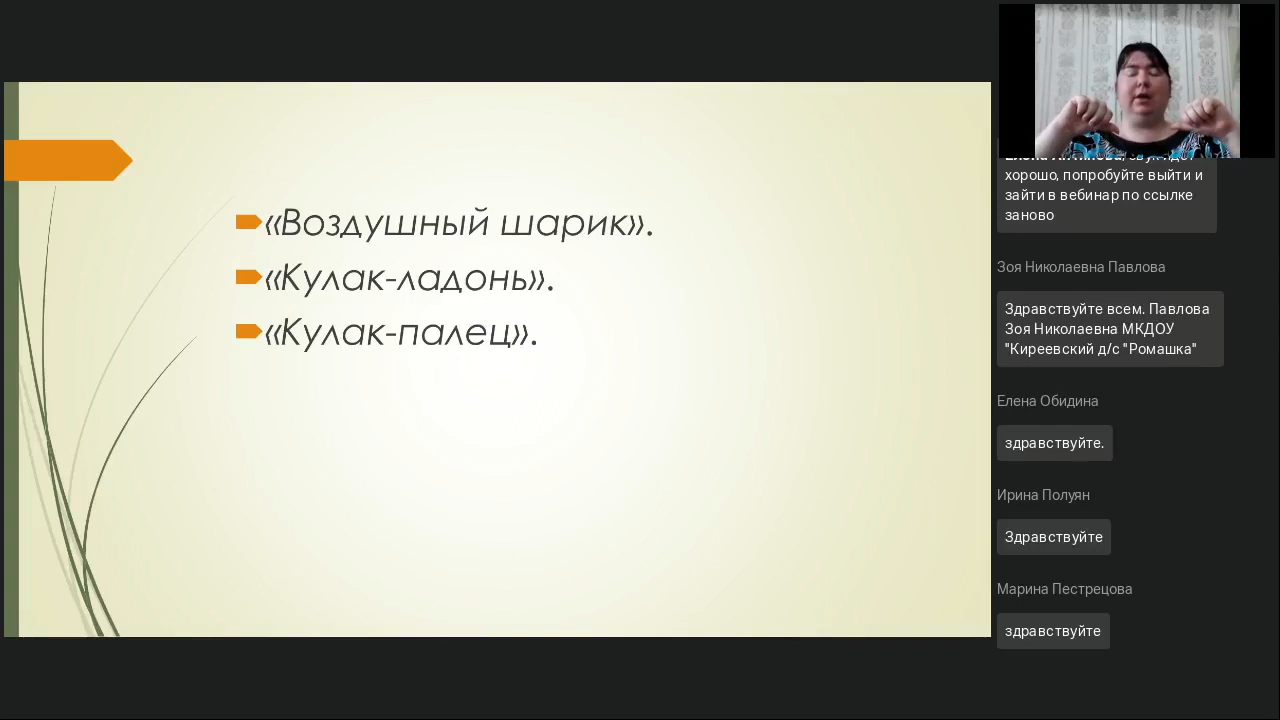 «Воздушный шарик».
«Кулак-ладонь».
«Кулак-палец».
хорошо, попробуйте выйти и
зайти в вебинар по ссылке
заново
Зоя Николаевна Павлова
Здравствуйте всем. Павлова
Зоя Николаевна МКДОУ
"Киреевский д/с "Ромашка"
Елена Обидина
здравствуйте.
Ирина Полуян
Здравствуйте
Марина Пестрецова
здравствуйте